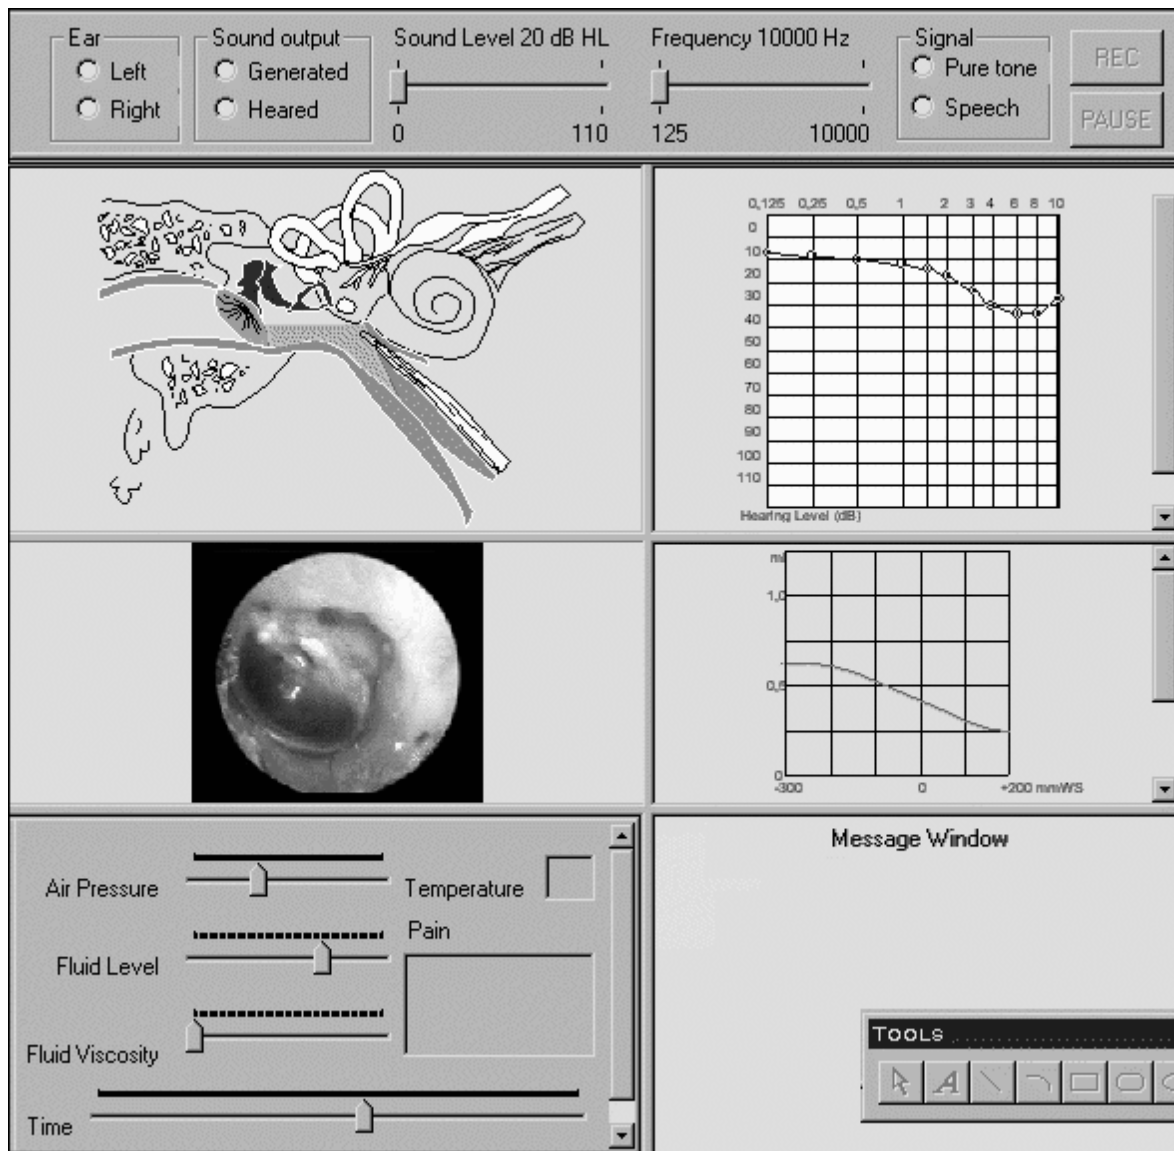 Ear
Left
Right
Sound output
Generated
Heared
Sound Level 20 dB HL
0 110
Frequency 10000 Hz
125 10000
Signal
Pure tone
Speech
REC
PAUSE
0,125 0,25 0,5 1 2 3 4 6 8 10
0
10
20
30
40
50
60
70
80
90
100
110
Hearing Level (dB)
ml
1,0
0,5
0
-300 0 +200 mmWS
Air Pressure
Temperature
Fluid Level
Pain
Fluid Viscosity
Time
Message Window
TOOLS
A